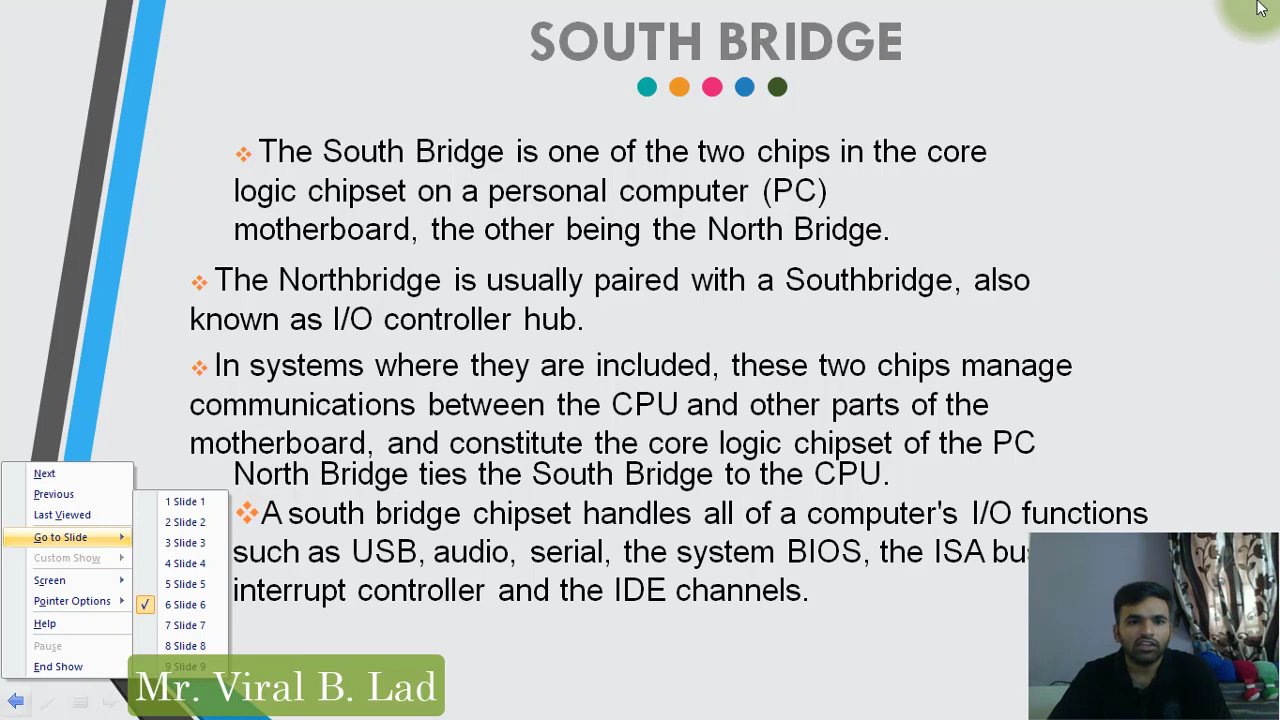 SOUTH BRIDGE
The South Bridge is one of the two chips in the core
logic chipset on a personal computer (PC)
motherboard, the other being the North Bridge.
The Northbridge is usually paired with a Southbridge, also
known as I/O controller hub.
In systems where they are included, these two chips manage
communications between the CPU and other parts of the
motherboard, and constitute the core logic chipset of the PC
North Bridge ties the South Bridge to the CPU.
A south bridge chipset handles all of a computer's I/O functions
such as USB, audio, serial, the system BIOS, the ISA
interrupt controller and the IDE channels.
Next
Previous
Last Viewed
Go to Slide
Custom Show
Screen
Pointer Options
Help
Pause
End Show
1 Slide 1
2 Slide 2
3 Slide 3
4 Slide 4
5 Slide 5
6 Slide 6
7 Slide 7
8 Slide 8
9 Slide 9
Mr. Viral B. Lad